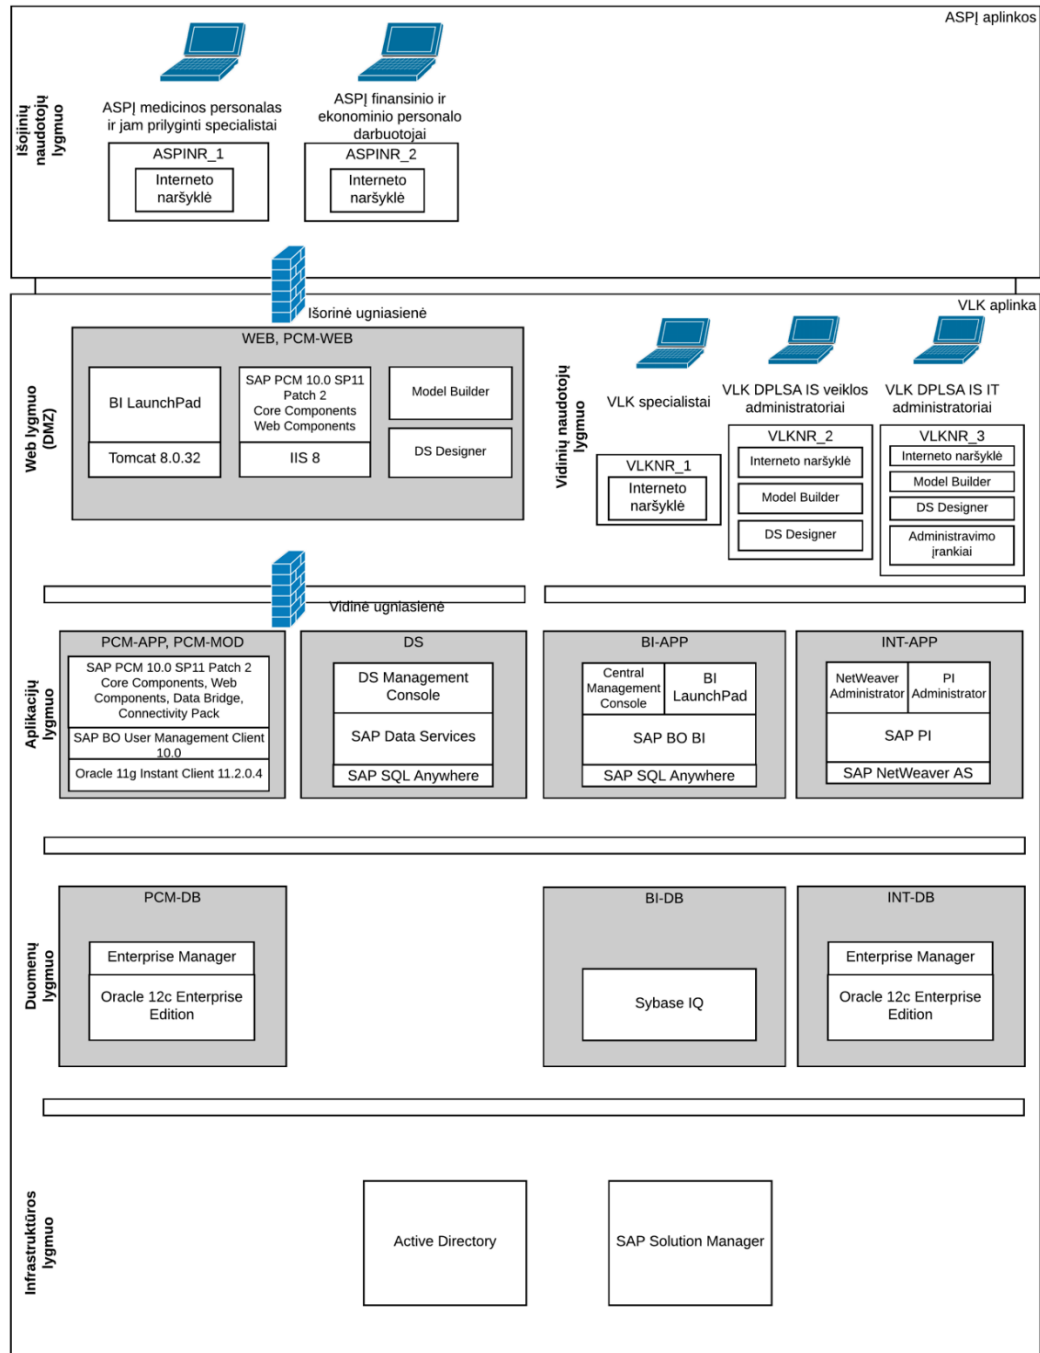 ASPĮ aplinkos
Išojinių
naudotojų
lygmuo
ASPĮ medicinos personalas
ir jam prilyginti specialistai
ASPĮ finansinio ir
ekonominio personalo
darbuotojai
ASPINR_1
Interneto
naršyklė
ASPINR_2
Interneto
naršyklė
Išorinė ugniasienė
VLK aplinka
Web lygmuo
(DMZ)
WEB, PCM-WEB
BI LaunchPad
Tomcat 8.0.32
SAP PCM 10.0 SP11
Patch 2
Core Components
Web Components
IIS 8
Model Builder
DS Designer
Vidinių naudotojų
lygmuo
VLK specialistai
VLK DPLSA IS veiklos
administratoriai
VLK DPLSA IS IT
administratoriai
VLKNR_1
Interneto
naršyklė
VLKNR_2
Interneto naršyklė
Model Builder
DS Designer
VLKNR_3
Interneto naršyklė
Model Builder
DS Designer
Administravimo
įrankiai
Vidinė ugniasienė
Aplikacijų
lygmuo
PCM-APP, PCM-MOD
SAP PCM 10.0 SP11 Patch 2
Core Components, Web
Components, Data Bridge,
Connectivity Pack
SAP BO User Management Client
10.0
Oracle 11g Instant Client 11.2.0.4
DS
DS Management
Console
SAP Data Services
SAP SQL Anywhere
BI-APP
Central
Management
Console
BI
LaunchPad
SAP BO BI
SAP SQL Anywhere
INT-APP
NetWeaver
Administrator
PI
Administrator
SAP PI
SAP NetWeaver AS
Duomenų
lygmuo
PCM-DB
Enterprise Manager
Oracle 12c Enterprise
Edition
BI-DB
Sybase IQ
INT-DB
Enterprise Manager
Oracle 12c Enterprise
Edition
Infrastruktūros
lygmuo
Active Directory
SAP Solution Manager